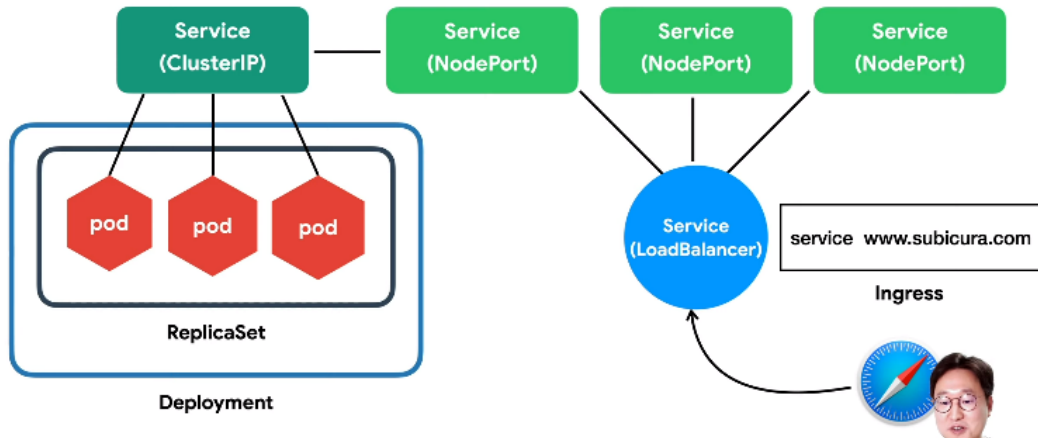 Service
(ClusterIP)
Service
(NodePort)
Service
(NodePort)
Service
(NodePort)
pod
pod
pod
ReplicaSet
Deployment
Service
(LoadBalancer)
service www.subicura.com
Ingress